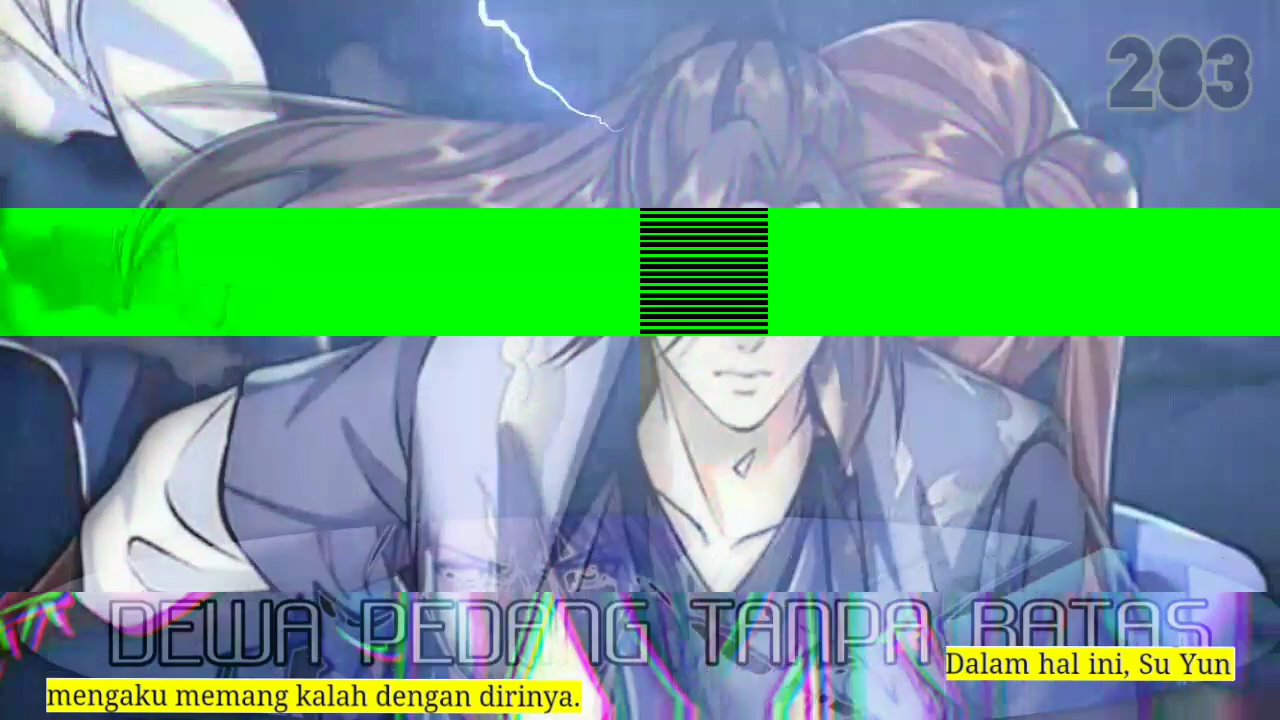 283
DEWA PEDANG TANPA BATAS
Dalam hal ini, Su Yun
mengaku memang kalah dengan dirinya.